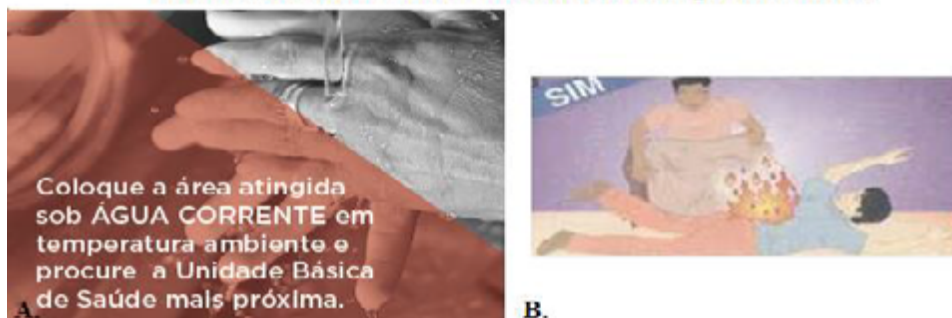 SIM
Coloque a área atingida
sob ÁGUA CORRENTE em
temperatura ambiente e
procure a Unidade Básica
de Saúde mais próxima.
A.
B.